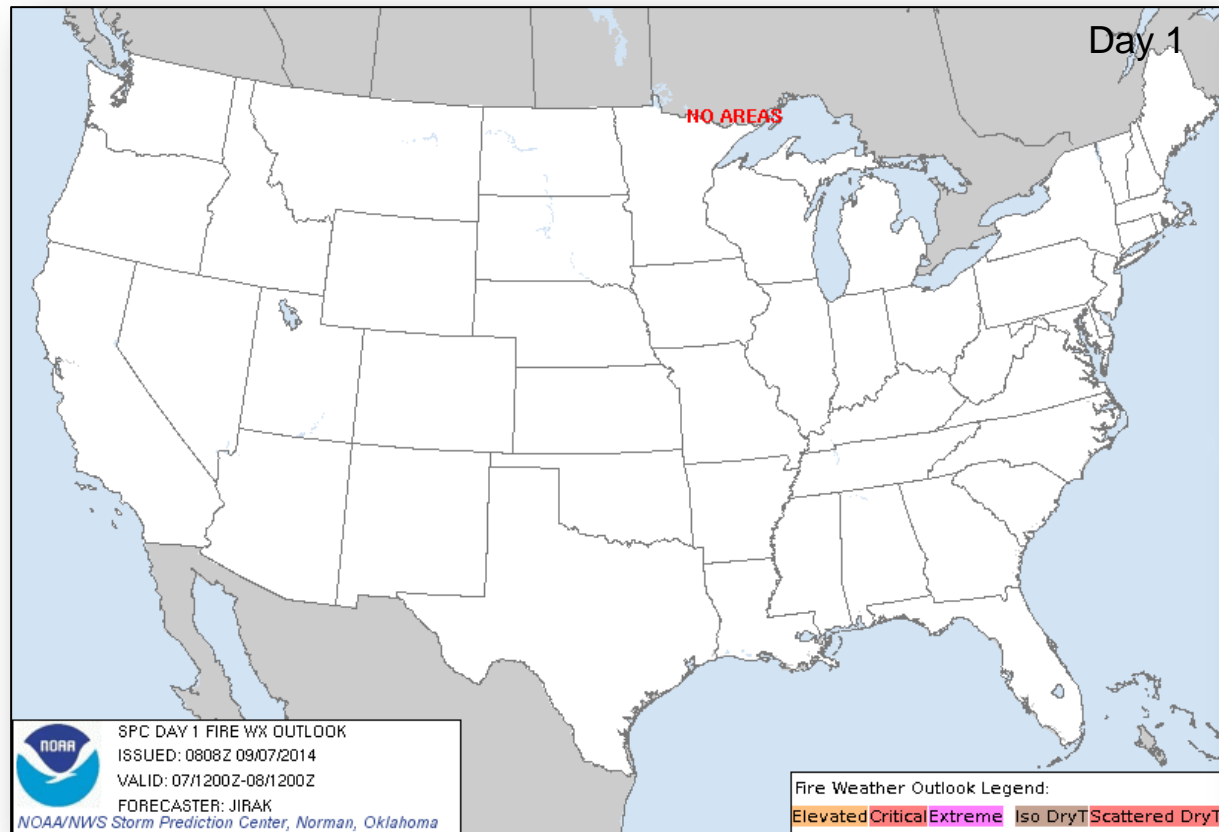 Day 1
NO AREAS
NOAA
SPC DAY 1 FIRE WX OUTLOOK
ISSUED: 0808Z 09/07/2014
VALID: 07/1200Z-08/1200Z
FORECASTER: JIRAK
NOAA/NWS Storm Prediction Center, Norman, Oklahoma
Fire Weather Outlook Legend:
Elevated Critical Extreme Iso DryT Scattered DryT